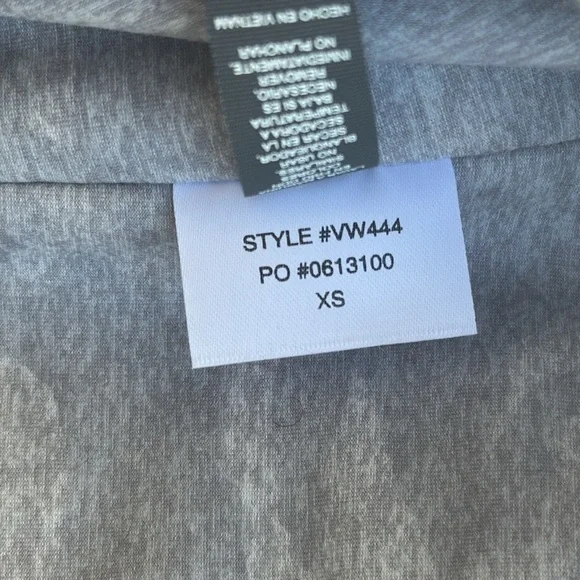 HECHO EN VIETNAM
NO PLANCHAR
INMEDIATAMENTE.
REMOVER
NECESARIO.
BAJA SI ES
TEMPERATURA
SECADORA A
SECAR EN LA
BLANQUEADOR
NO USAR
STYLE #VW444
PO #0613100
XS